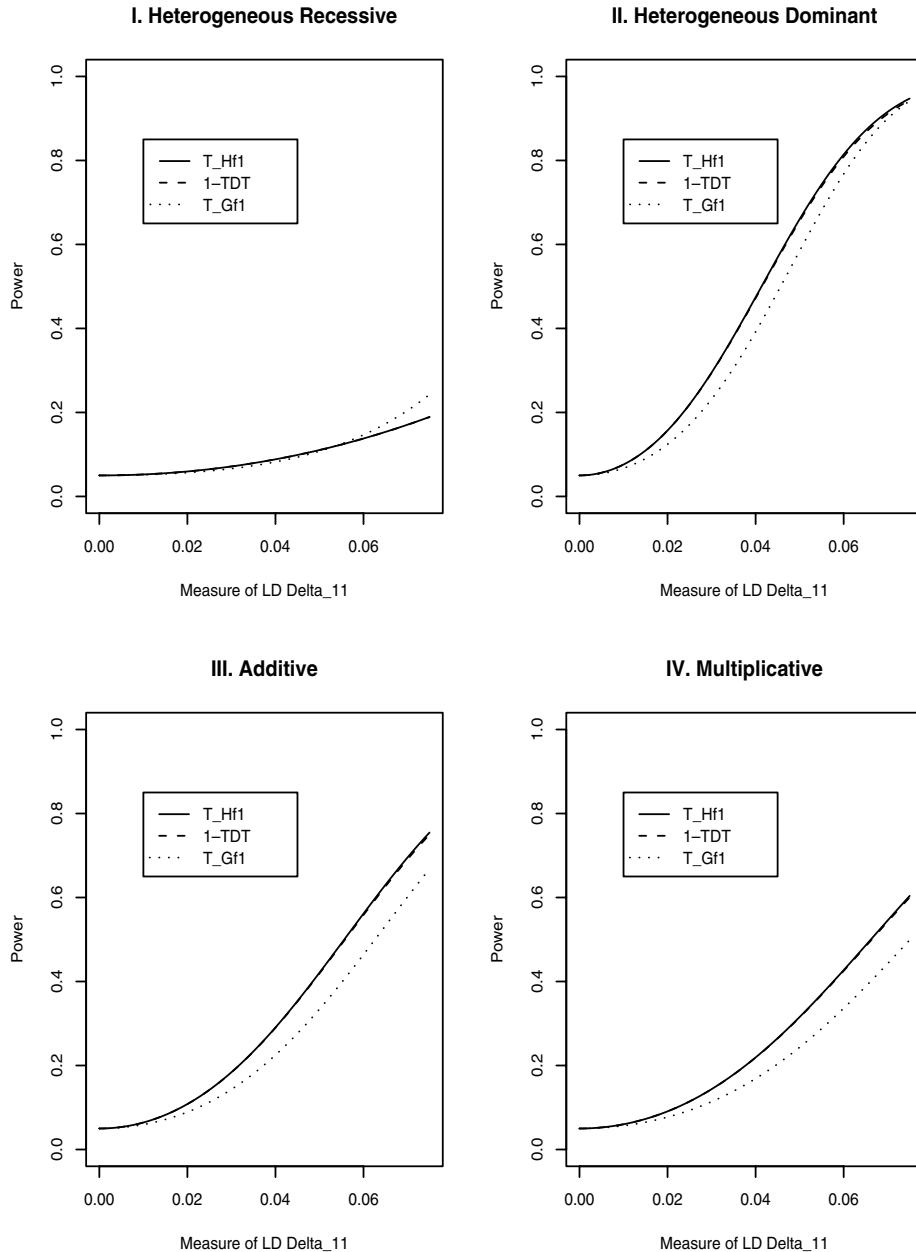 I. Heterogeneous Recessive
1.0
0.8
0.6
0.4
0.2
0.0
Power
T_Hf1
1–TDT
T_Gf1
0.00 0.02 0.04 0.06
Measure of LD Delta_11
II. Heterogeneous Dominant
1.0
0.8
0.6
0.4
0.2
0.0
Power
T_Hf1
1–TDT
T_Gf1
0.00 0.02 0.04 0.06
Measure of LD Delta_11
III. Additive
1.0
0.8
0.6
0.4
0.2
0.0
Power
T_Hf1
1–TDT
T_Gf1
0.00 0.02 0.04 0.06
Measure of LD Delta_11
IV. Multiplicative
1.0
0.8
0.6
0.4
0.2
0.0
Power
T_Hf1
1–TDT
T_Gf1
0.00 0.02 0.04 0.06
Measure of LD Delta_11